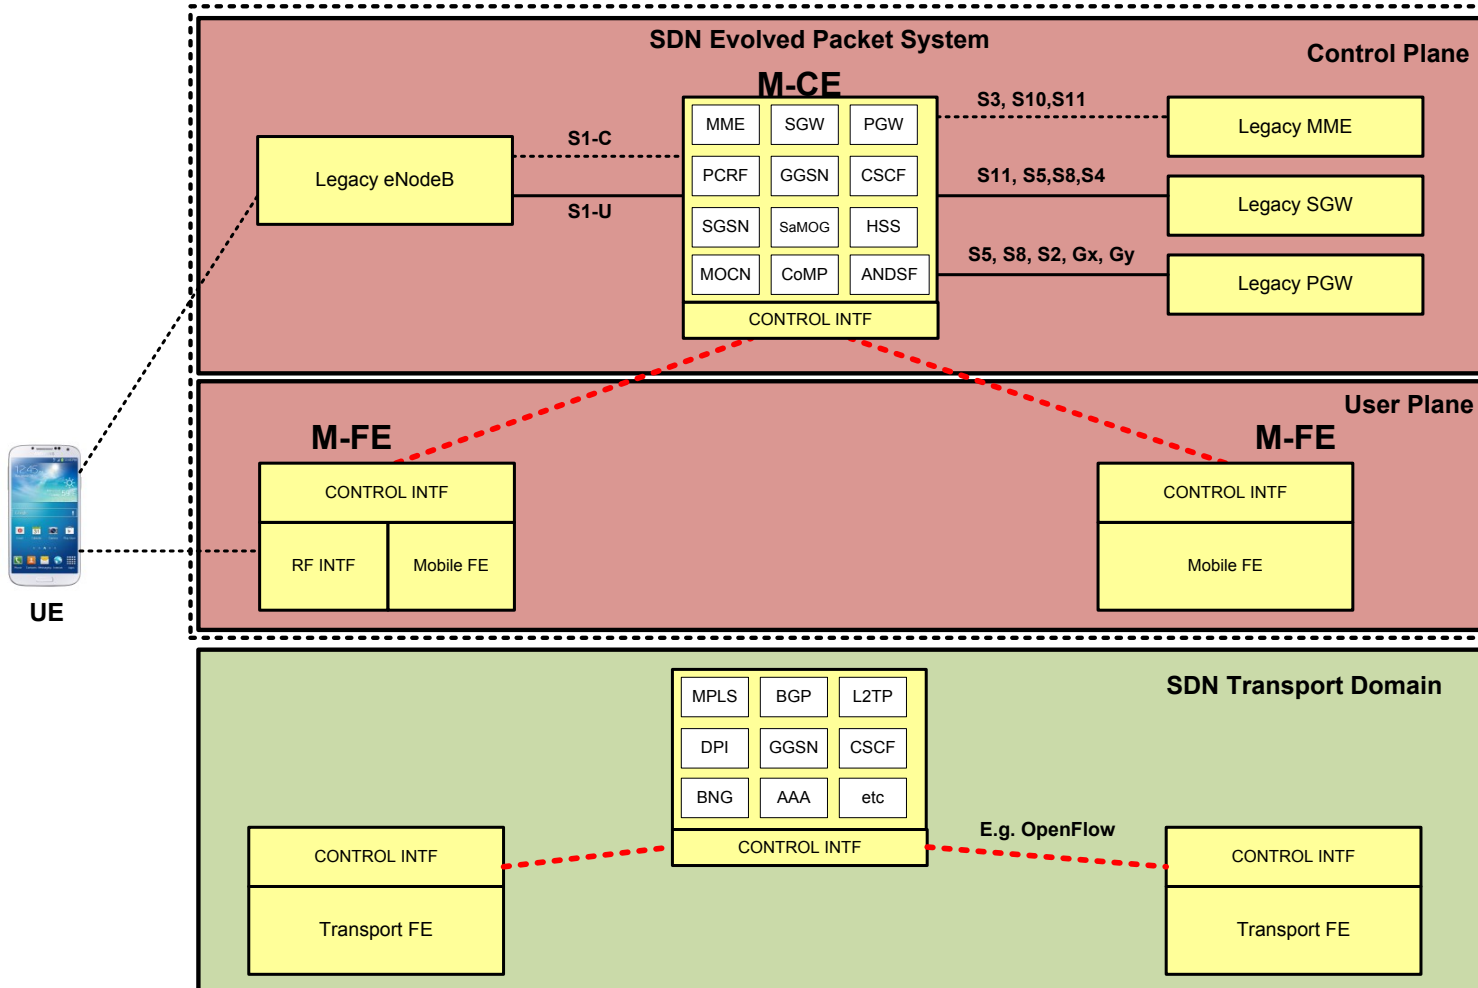 SDN Evolved Packet System
Control Plane
M-CE
MME SGW PGW
PCRF GGSN CSCF
SGSN SaMOG HSS
MOCN CoMP ANDSF
CONTROL INTF
Legacy eNodeB
S1-C
S1-U
S3, S10,S11
Legacy MME
S11, S5,S8,S4
Legacy SGW
S5, S8, S2, Gx, Gy
Legacy PGW
User Plane
M-FE
CONTROL INTF
RF INTF Mobile FE
M-FE
CONTROL INTF
Mobile FE
12:45
UE
SDN Transport Domain
MPLS BGP L2TP
DPI GGSN CSCF
BNG AAA etc
CONTROL INTF
E.g. OpenFlow
CONTROL INTF
Transport FE
CONTROL INTF
Transport FE